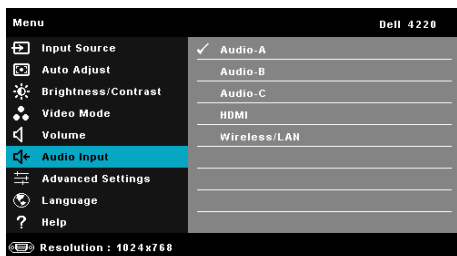 Menu
Dell 4220
Input Source
Auto Adjust
Brightness/Contrast
Video Mode
Volume
Audio Input
Advanced Settings
Language
Help
Audio-A
Audio-B
Audio-C
HDMI
Wireless/LAN
Resolution : 1024x768